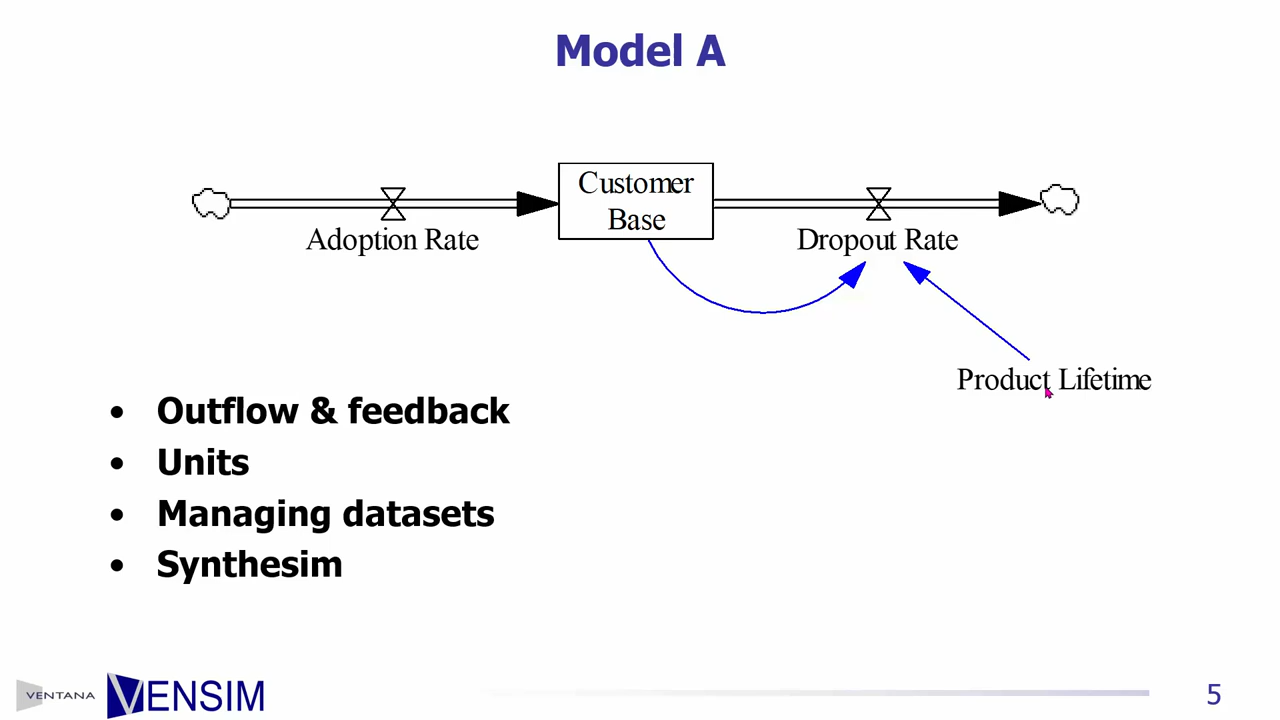 Model A
Customer
Base
Adoption Rate
Dropout Rate
Product Lifetime
• Outflow & feedback
• Units
• Managing datasets
• Synthesim
VENTANA
VENSIM
5